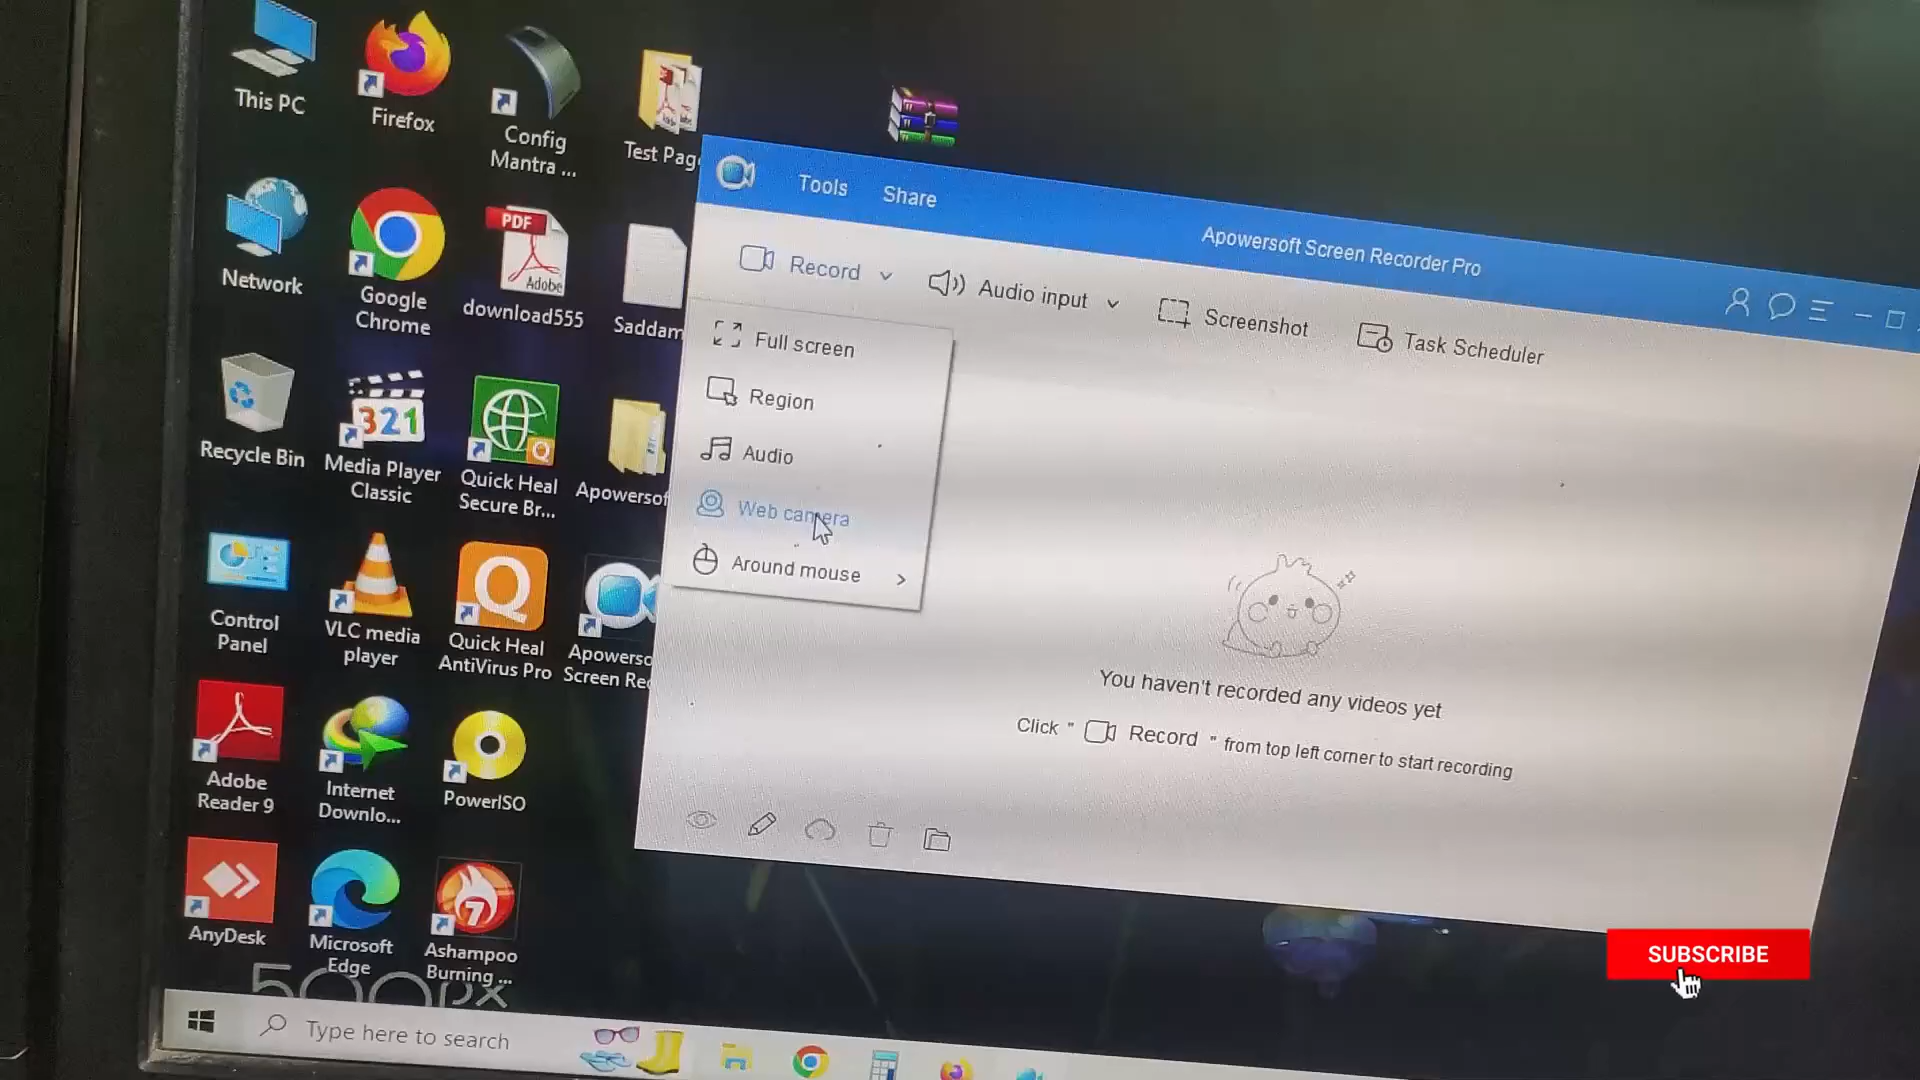 This PC
Firefox
Config
Mantra ...
Test Pag
Network
Google
Chrome
PDF
Adobe
download555
Saddam
Recycle Bin
321
Media Player
Classic
Quick Heal
Secure Br...
Apowersof
Control
Panel
VLC media
player
Quick Heal
AntiVirus Pro
Apowerso
Screen Rec
Adobe
Reader 9
Internet
Downlo...
PowerISO
AnyDesk
Microsoft
Edge
7
Ashampoo
Burning ...
500px
Type here to search
Tools
Share
Apowersoft Screen Recorder Pro
Record
Audio input
Screenshot
Task Scheduler
Full screen
Region
Audio
Web camera
Around mouse
You haven't recorded any videos yet
Click " Record " from top left corner to start recording
SUBSCRIBE